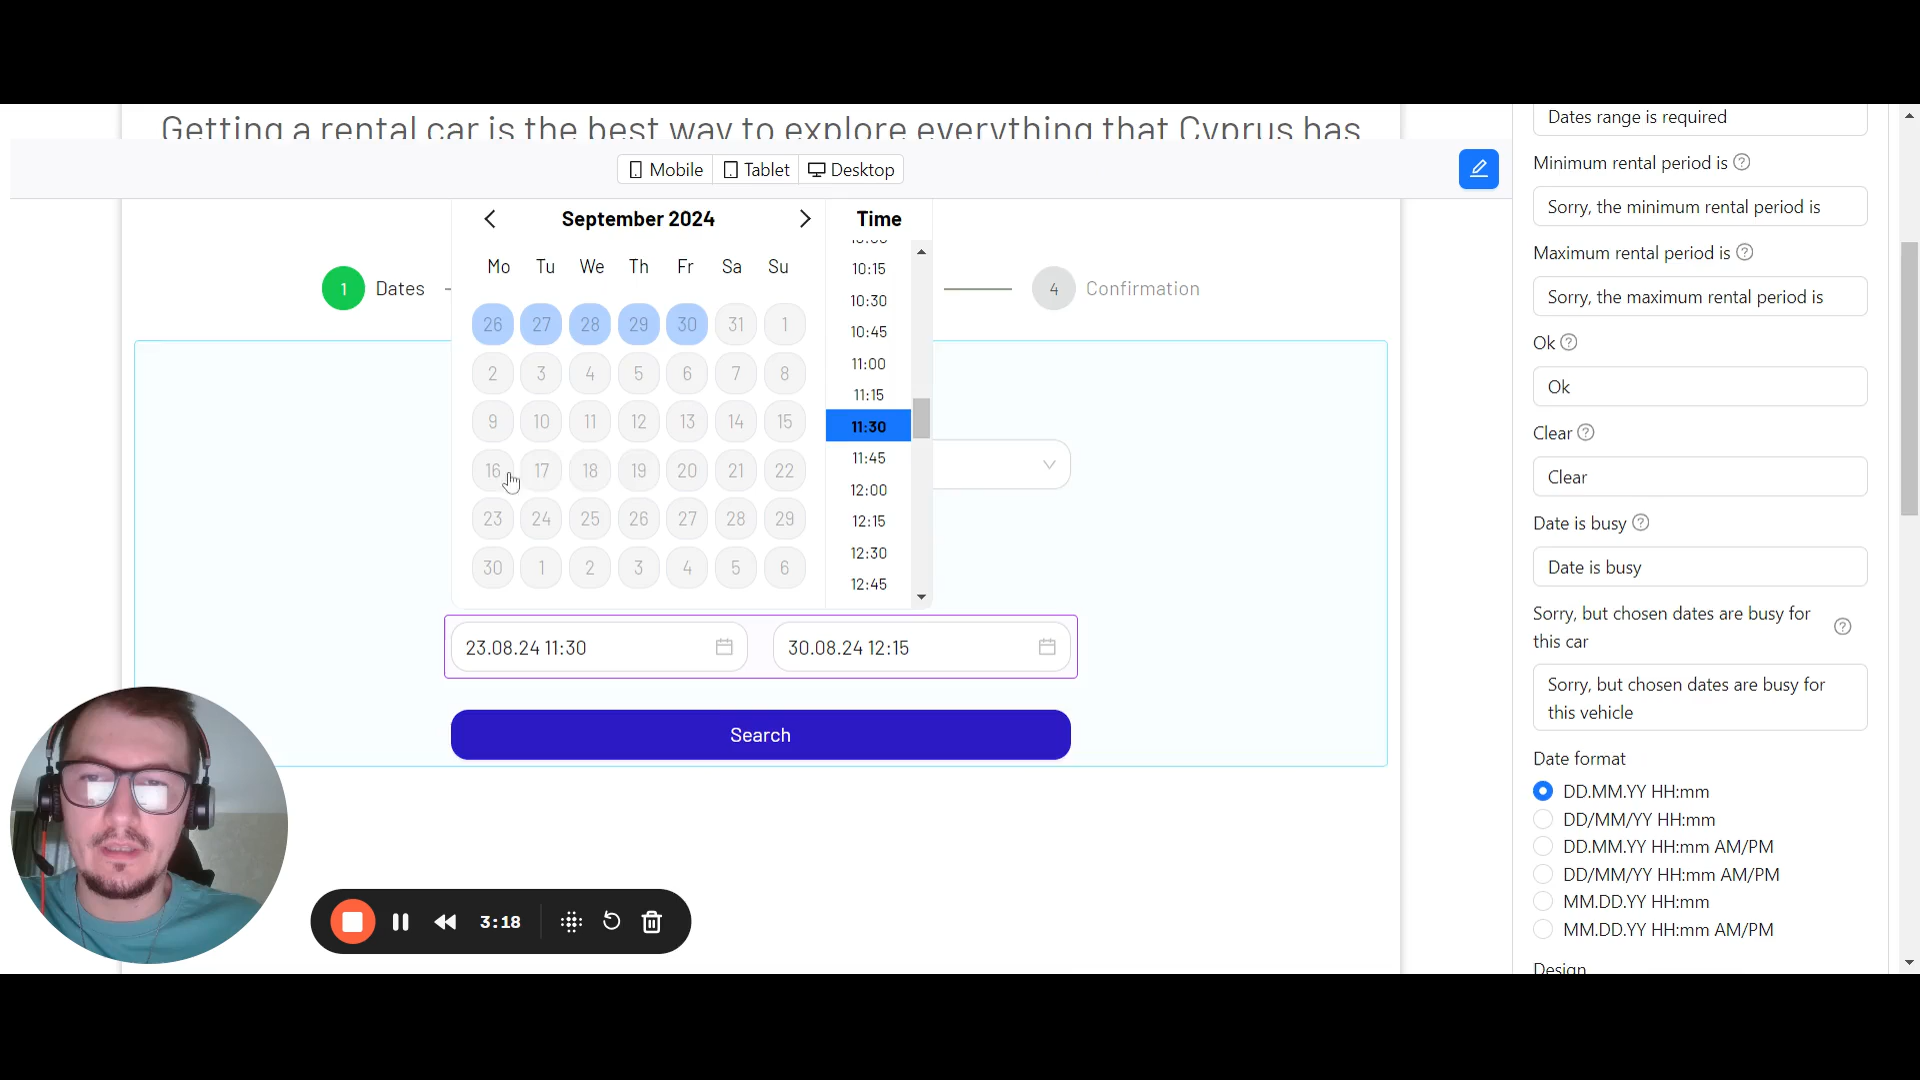 Getting a rental car is the best way to explore everything that Cyprus has
Mobile
Tablet
Desktop
1
Dates
4
Confirmation
September 2024
Time
Mo Tu We Th Fr Sa Su
26 27 28 29 30 31 1
2 3 4 5 6 7 8
9 10 11 12 13 14 15
16 17 18 19 20 21 22
23 24 25 26 27 28 29
30 1 2 3 4 5 6
10:00
10:15
10:30
10:45
11:00
11:15
11:30
11:45
12:00
12:15
12:30
12:45
23.08.24 11:30
30.08.24 12:15
Search
3:18
Dates range is required
Minimum rental period is
Sorry, the minimum rental period is
Maximum rental period is
Sorry, the maximum rental period is
Ok
Ok
Clear
Clear
Date is busy
Date is busy
Sorry, but chosen dates are busy for
this car
Sorry, but chosen dates are busy for
this vehicle
Date format
DD.MM.YY HH:mm
DD/MM/YY HH:mm
DD.MM.YY HH:mm AM/PM
DD/MM/YY HH:mm AM/PM
MM.DD.YY HH:mm
MM.DD.YY HH:mm AM/PM
Design